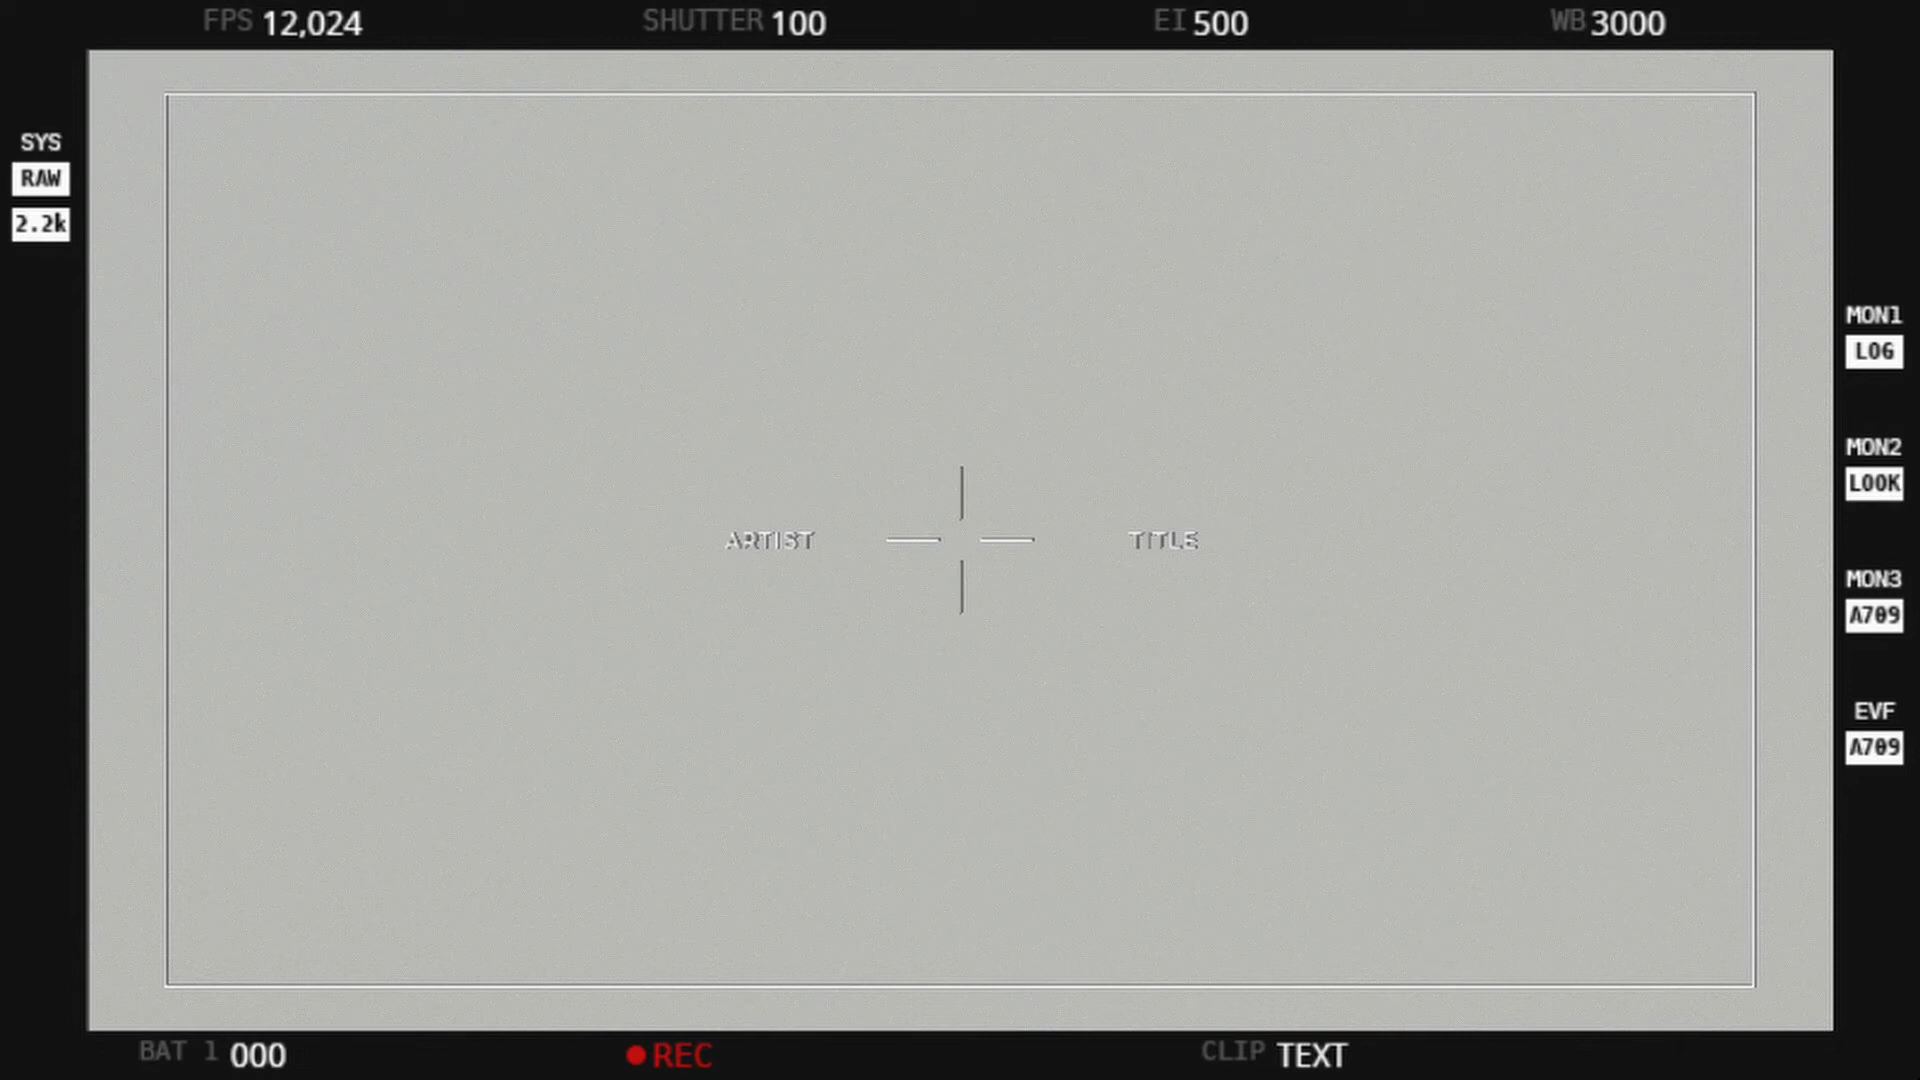 FPS 12,024 SHUTTER 100 EI 500 WB 3000
SYS
RAW
2.2k
MON1
LOG
MON2
LOOK
ARTIST TITLE
MON3
A709
EVF
A709
BAT 1 000 REC CLIP TEXT